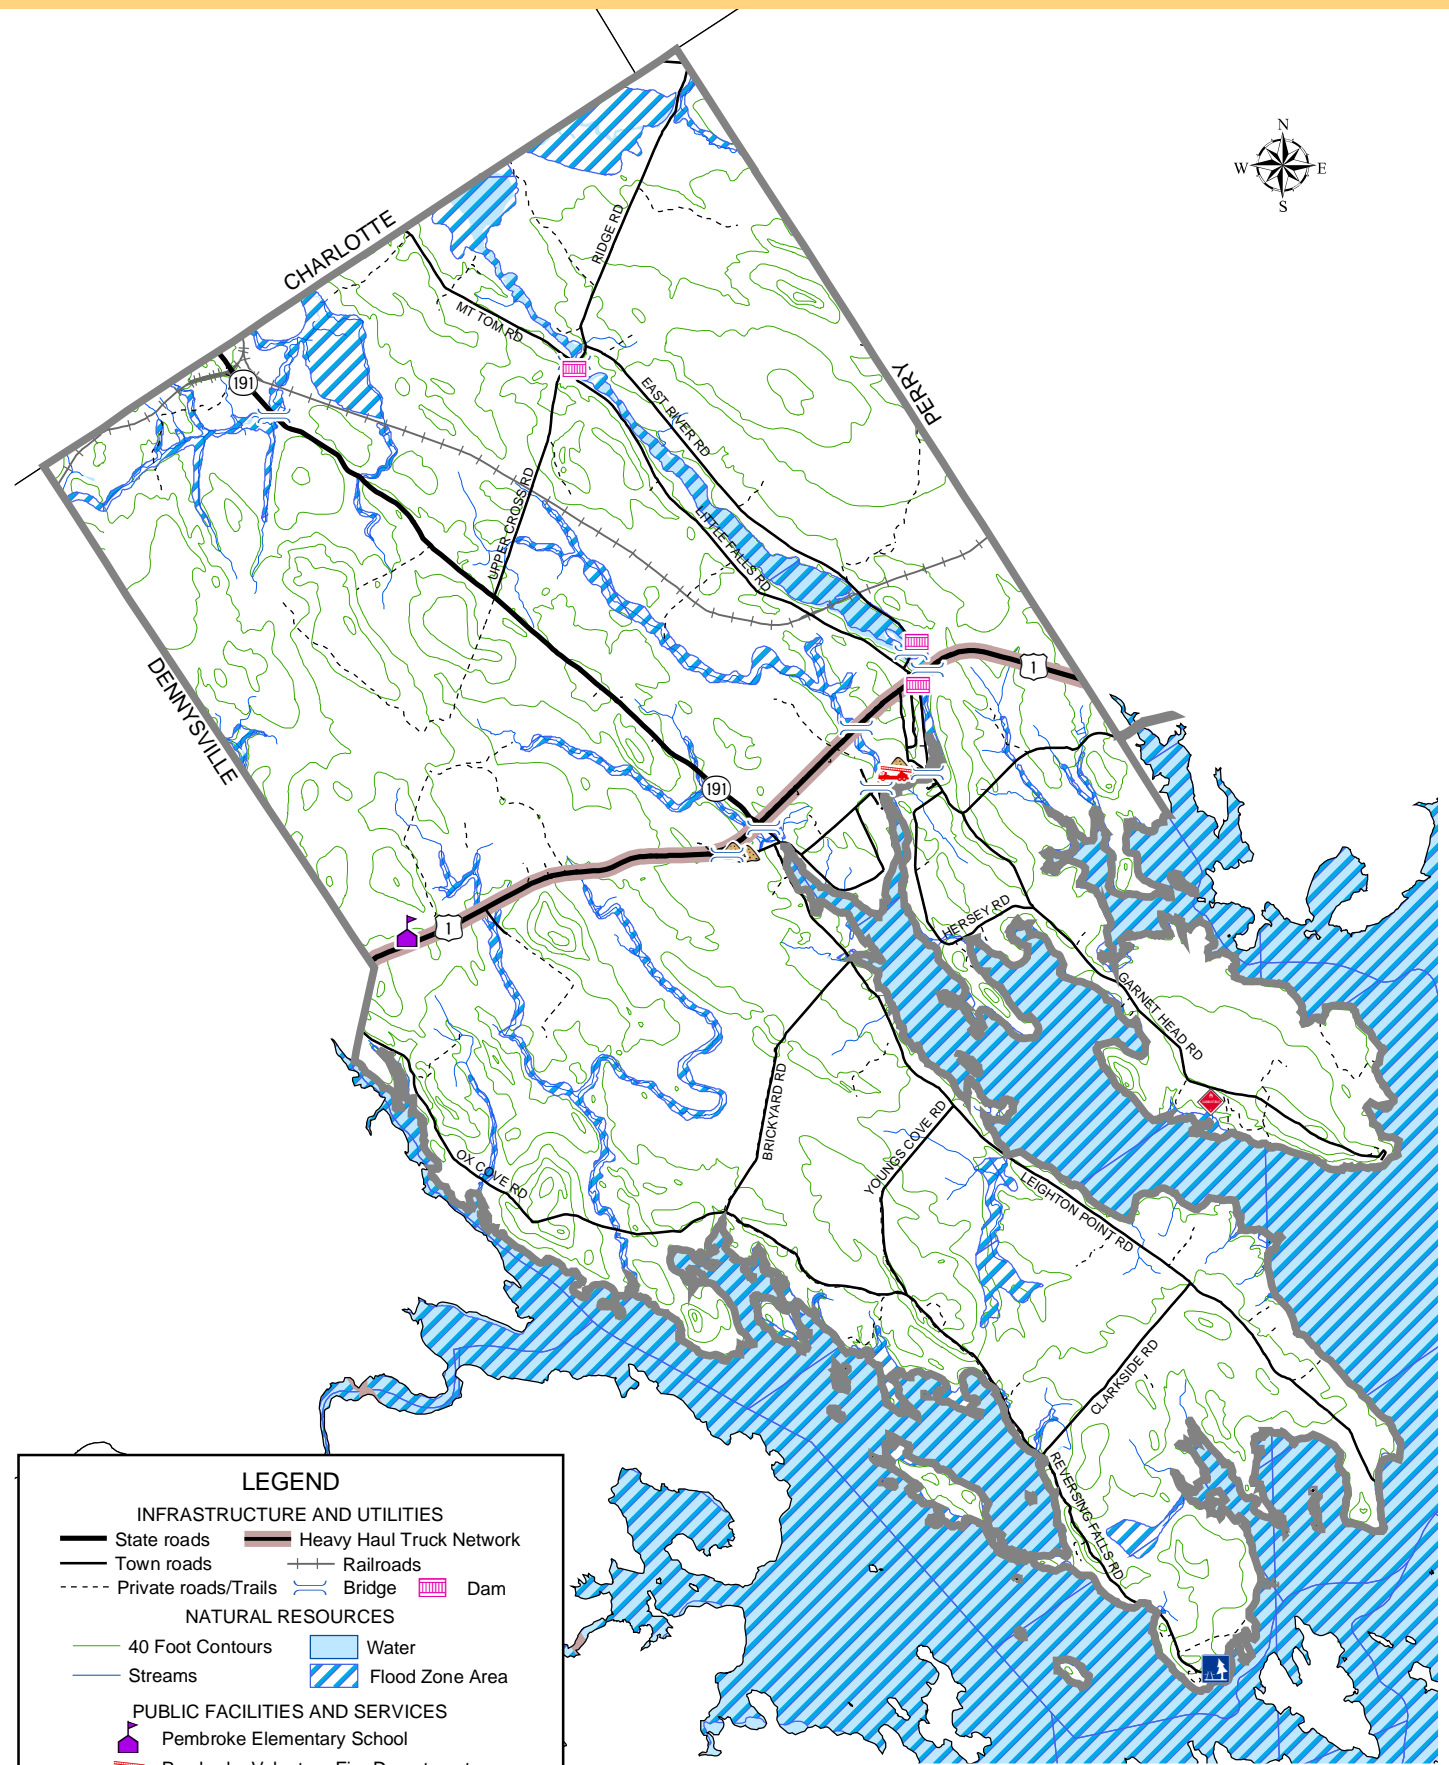 N
W E
S
CHARLOTTE
RIDGE RD
MT TOM RD
191
EAST RIVER RD
PERRY
UPPER CROSS RD
LITTLE FALLS RD
1
DENNYSVILLE
191
1
HERSEY RD
GARNET HEAD RD
BRICKYARD RD
YOUNGS COVE RD
OX COVE RD
LEIGHTON POINT RD
CLARKSIDE RD
REVERSING FALLS RD
LEGEND
INFRASTRUCTURE AND UTILITIES
State roads Heavy Haul Truck Network
Town roads Railroads
Private roads/Trails Bridge Dam
NATURAL RESOURCES
40 Foot Contours Water
Streams Flood Zone Area
PUBLIC FACILITIES AND SERVICES
Pembroke Elementary School
Pembroke Volunteer Fire Department